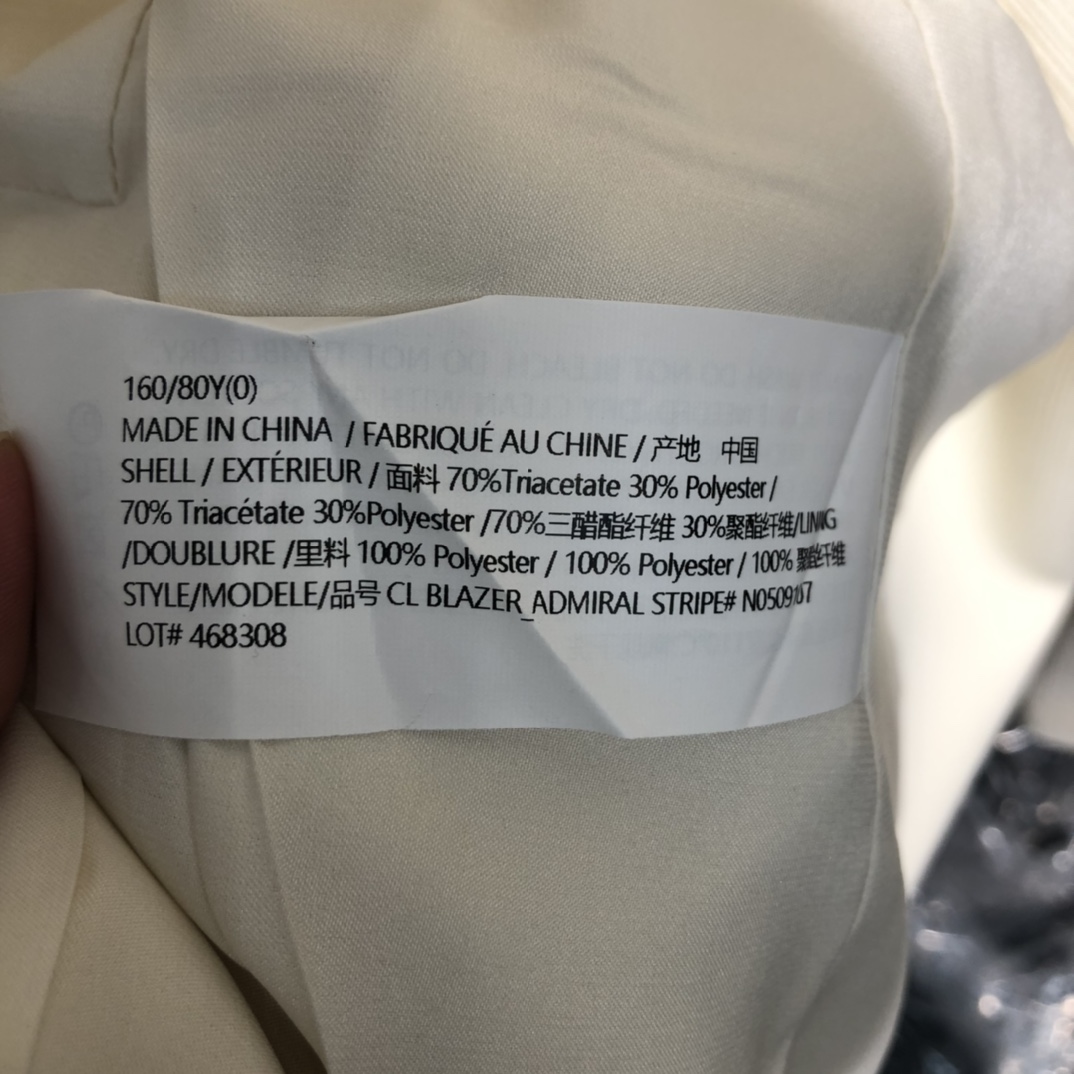 160/80Y(0)
MADE IN CHINA / FABRIQUÉ AU CHINE / 产地 中国
SHELL / EXTÉRIEUR / 面料 70%Triacetate 30% Polyester /
70% Triacétate 30%Polyester /70%三醋酯纤维 30%聚酯纤维/LINING
/DOUBLURE /里料 100% Polyester / 100% Polyester / 100% 聚酯纤维
STYLE/MODELE/品号 CL BLAZER_ADMIRAL STRIPE#
LOT# 468308